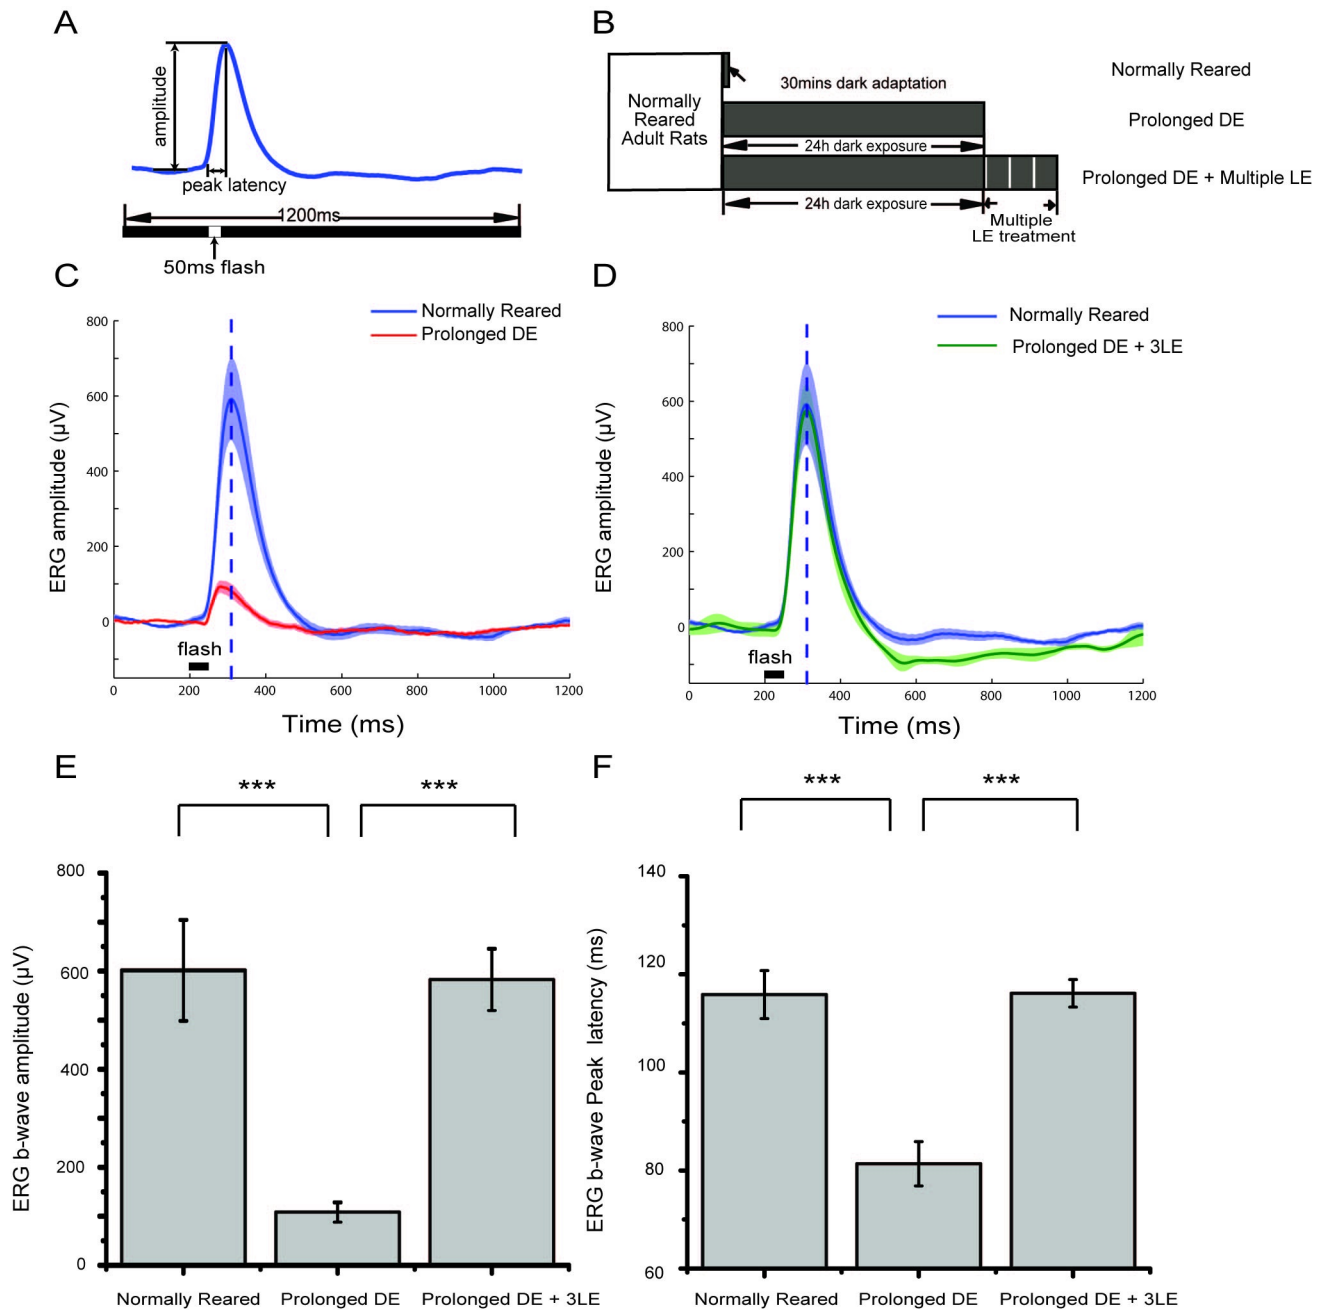 A
amplitude
peak latency
1200ms
50ms flash
B
Normally
Reared
Adult Rats
30mins dark adaptation
Normally Reared
24h dark exposure
Prolonged DE
24h dark exposure
Prolonged DE + Multiple LE
Multiple
LE treatment
C
Normally Reared
Prolonged DE
ERG amplitude (μV)
800
600
400
200
0
flash
0 200 400 600 800 1000 1200
Time (ms)
D
Normally Reared
Prolonged DE + 3LE
ERG amplitude (μV)
800
600
400
200
0
flash
0 200 400 600 800 1000 1200
Time (ms)
E
*** ***
ERG b-wave amplitude (μV)
800
600
400
200
0
Normally Reared Prolonged DE Prolonged DE + 3LE
F
*** ***
ERG b-wave Peak latency (ms)
140
120
100
80
60
Normally Reared Prolonged DE Prolonged DE + 3LE